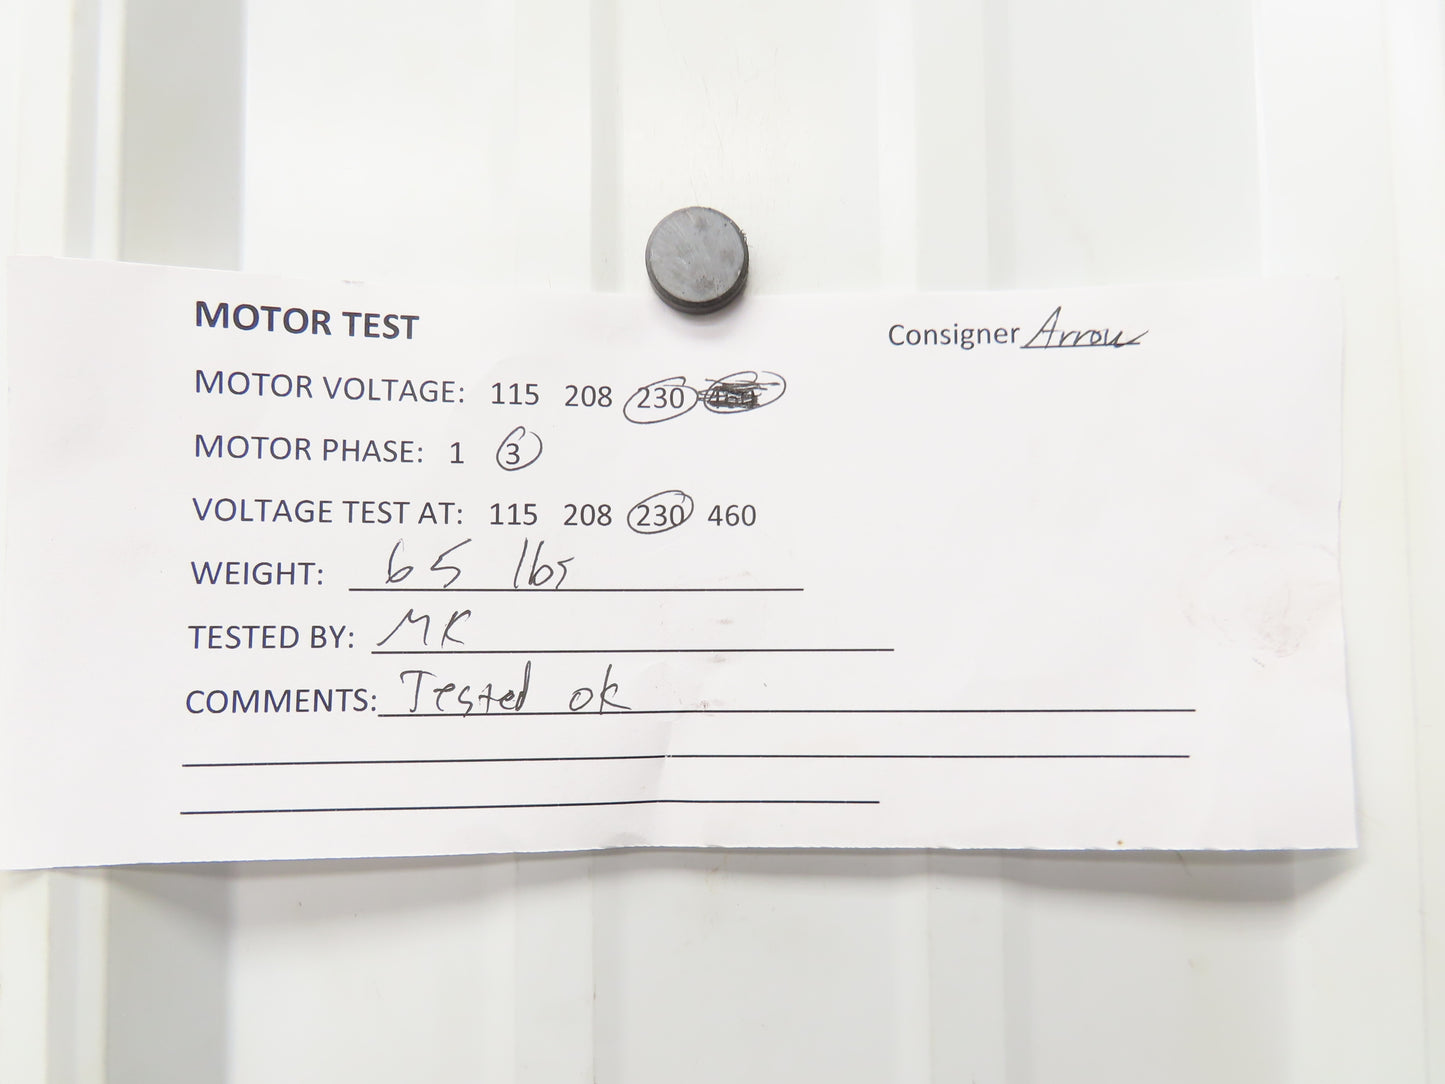 MOTOR TEST
Consigner Arrow
MOTOR VOLTAGE: 115 208 230 460
MOTOR PHASE: 1 3
VOLTAGE TEST AT: 115 208 230 460
WEIGHT: 65 lbs
TESTED BY: MK
COMMENTS: Tested ok